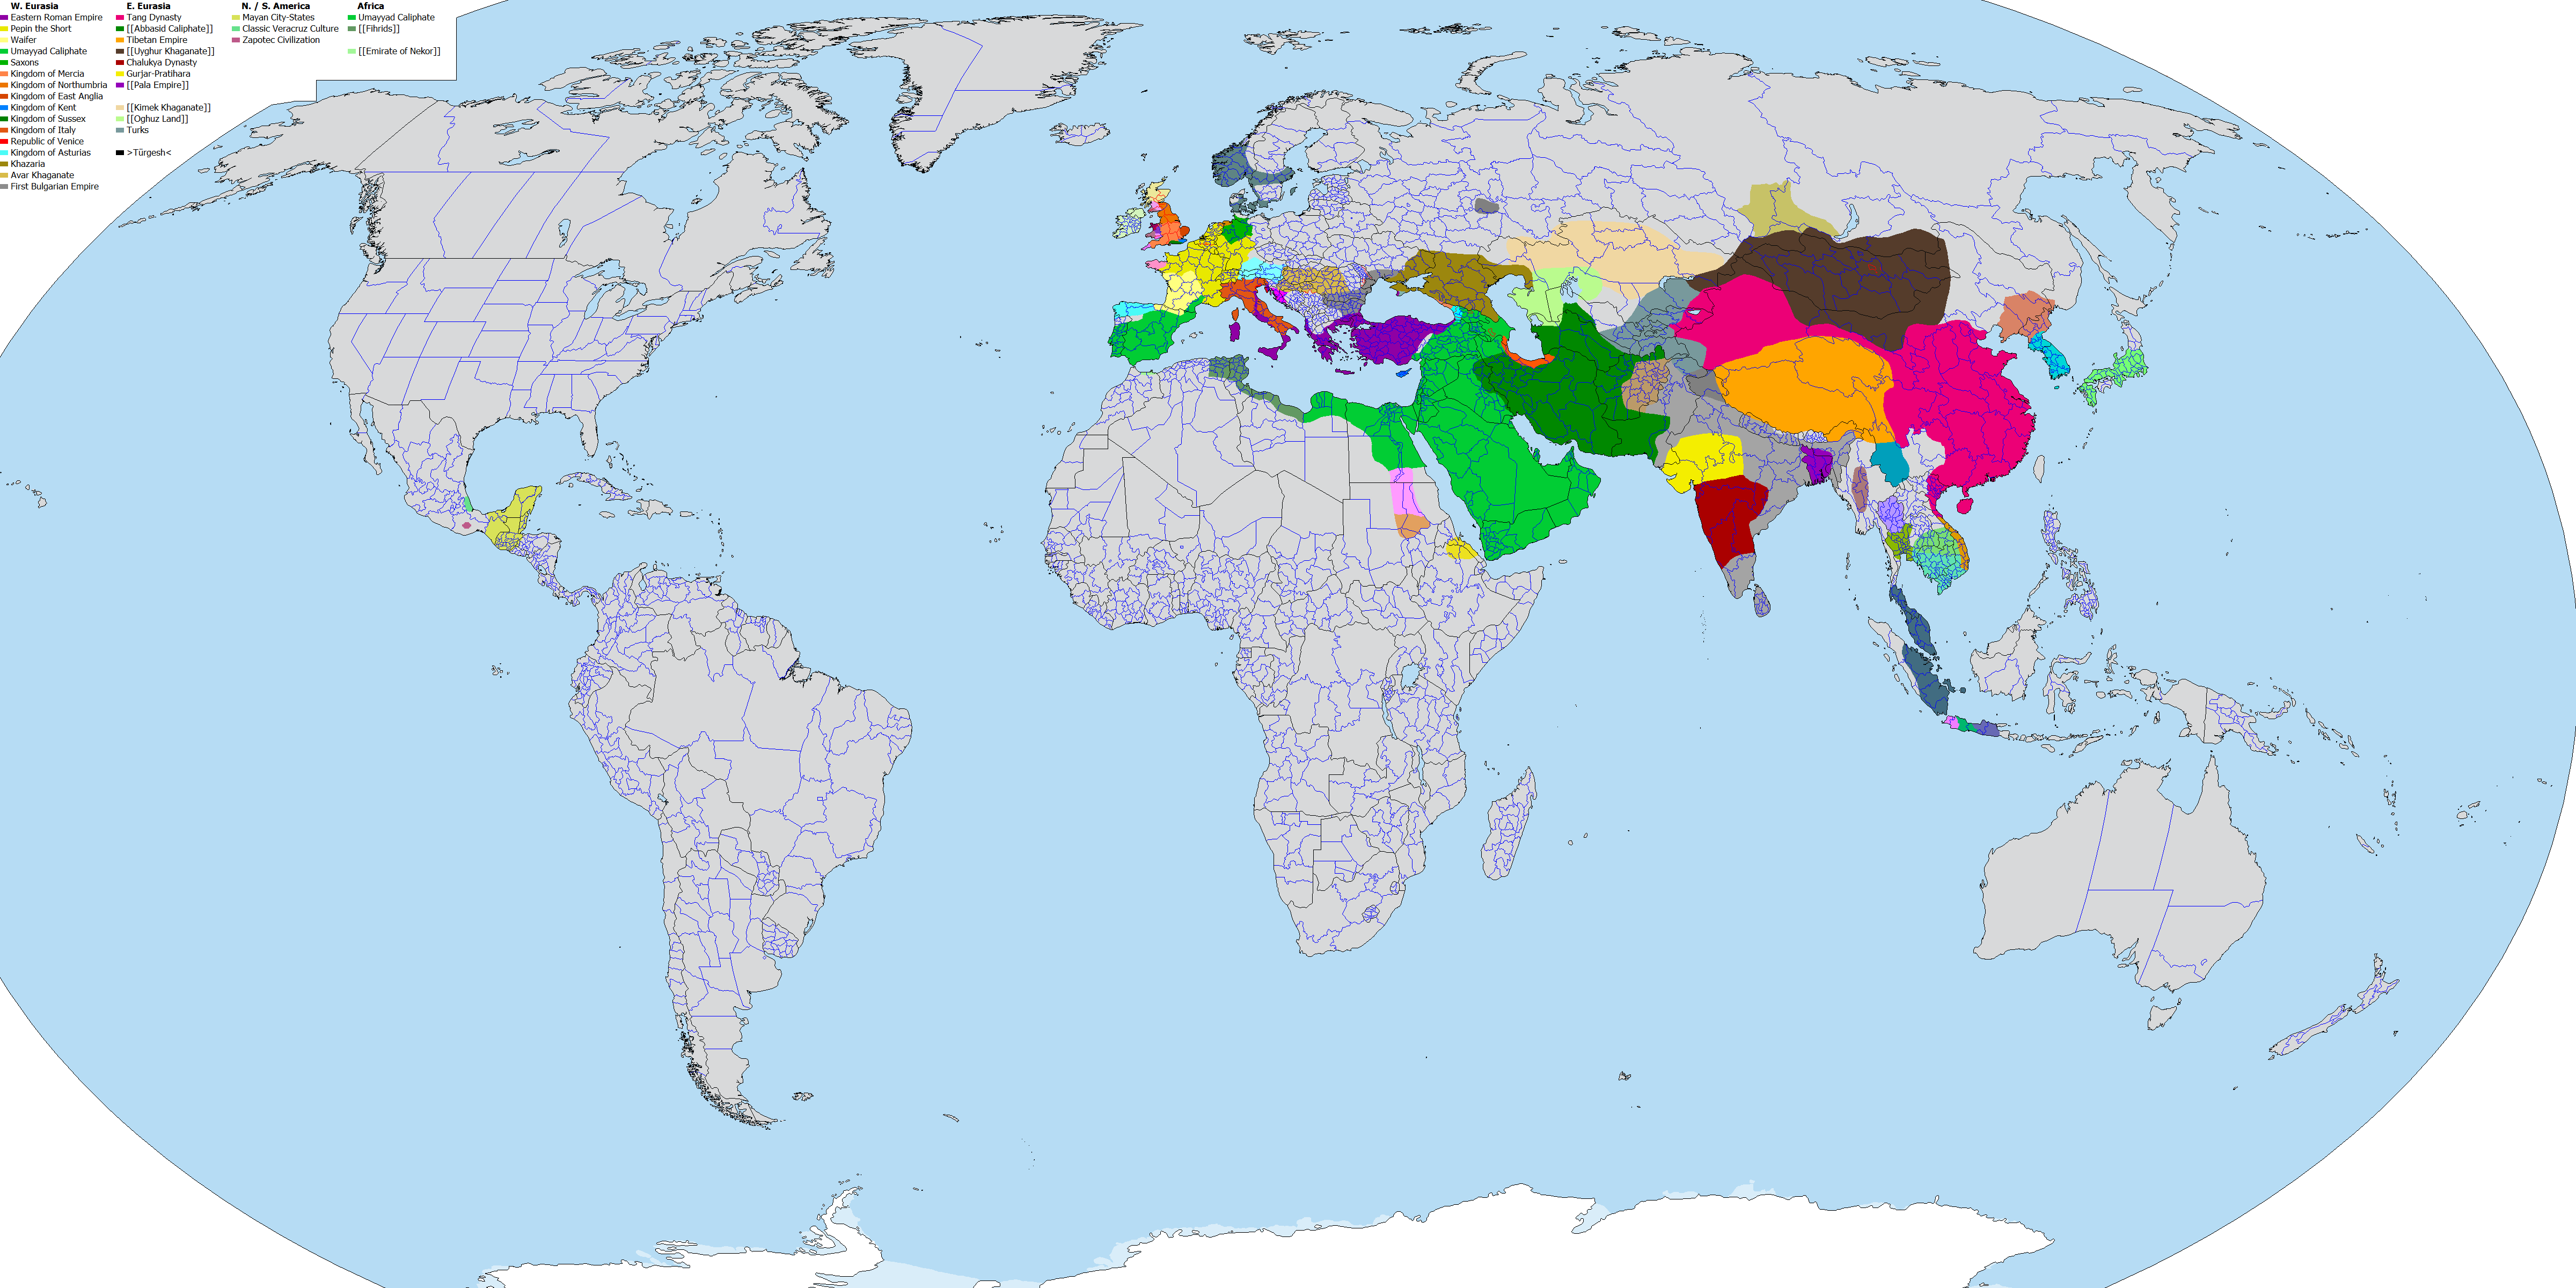 W. Eurasia
Eastern Roman Empire
Pepin the Short
Waifer
Umayyad Caliphate
Saxons
Kingdom of Mercia
Kingdom of Northumbria
Kingdom of East Anglia
Kingdom of Kent
Kingdom of Sussex
Kingdom of Italy
Republic of Venice
Kingdom of Asturias
Khazaria
Avar Khaganate
First Bulgarian Empire
E. Eurasia
Tang Dynasty
[[Abbasid Caliphate]]
Tibetan Empire
[[Uyghur Khaganate]]
Chalukya Dynasty
Gurjar-Pratihara
[[Pala Empire]]
[[Kimek Khaganate]]
[[Oghuz Land]]
Turks
>Türgesh<
N. / S. America
Mayan City-States
Classic Veracruz Culture
Zapotec Civilization
Africa
Umayyad Caliphate
[[Fihrids]]
[[Emirate of Nekor]]